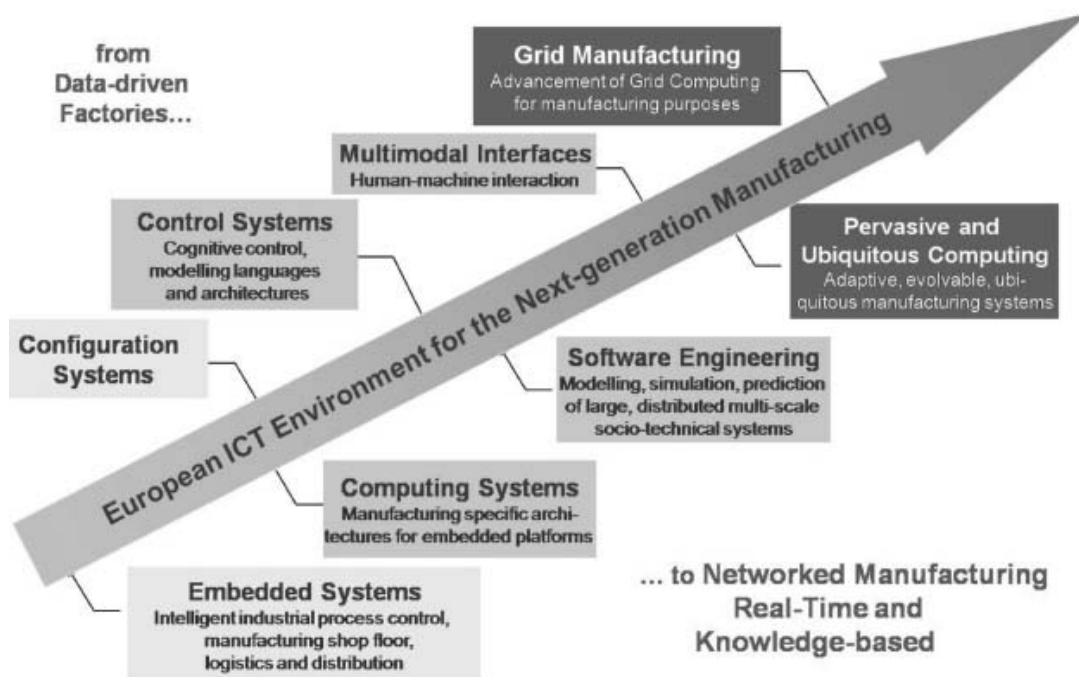 from
Data-driven
Factories...
Grid Manufacturing
Advancement of Grid Computing
for manufacturing purposes
Multimodal Interfaces
Human-machine interaction
Control Systems
Cognitive control,
modelling languages
and architectures
Pervasive and
Ubiquitous Computing
Adaptive, evolvable, ubi-
quitous manufacturing systems
European ICT Environment for the Next-generation Manufacturing
Configuration
Systems
Software Engineering
Modelling, simulation, prediction
of large, distributed multi-scale
socio-technical systems
Computing Systems
Manufacturing specific archi-
tectures for embedded platforms
Embedded Systems
Intelligent industrial process control,
manufacturing shop floor,
logistics and distribution
... to Networked Manufacturing
Real-Time and
Knowledge-based